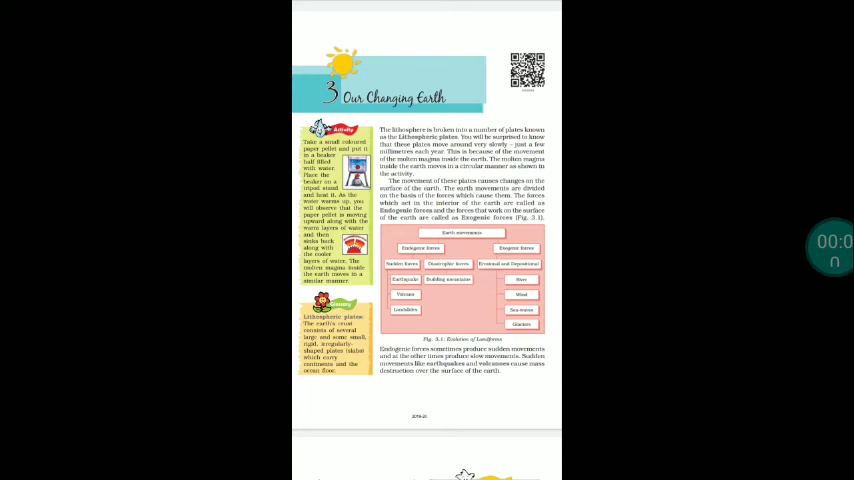 3 Our Changing Earth
Activity
Take a small coloured
paper pellet and put it
in a beaker
half filled
with water.
Place the
beaker on a
tripod stand
and heat it. As the
water warms up, you
will observe that the
paper pellet is moving
upward along with the
warm layers of water
and then
sinks back
along with
the cooler
layers of water. The
molten magma inside
the earth moves in a
similar manner.
Glossary
Lithospheric plates:
The earth's crust
consists of several
large and some small,
rigid, irregularly-
shaped plates (slabs)
which carry
continents and the
ocean floor.
The lithosphere is broken into a number of plates known
as the Lithospheric plates. You will be surprised to know
that these plates move around very slowly – just a few
millimetres each year. This is because of the movement
of the molten magma inside the earth. The molten magma
inside the earth moves in a circular manner as shown in
the activity.
The movement of these plates causes changes on the
surface of the earth. The earth movements are divided
on the basis of the forces which cause them. The forces
which act in the interior of the earth are called as
Endogenic forces and the forces that work on the surface
of the earth are called as Exogenic forces (Fig. 3.1).
Earth movements
Endogenic forces
Exogenic forces
Sudden forces
Diastrophic forces
Erosional and Depositional
Earthquake
Building mountains
River
Volcano
Wind
Landslides
Sea-waves
Glaciers
Fig. 3.1: Evolution of Landforms
Endogenic forces sometimes produce sudden movements
and at the other times produce slow movements. Sudden
movements like earthquakes and volcanoes cause mass
destruction over the surface of the earth.
2019-20
00:0